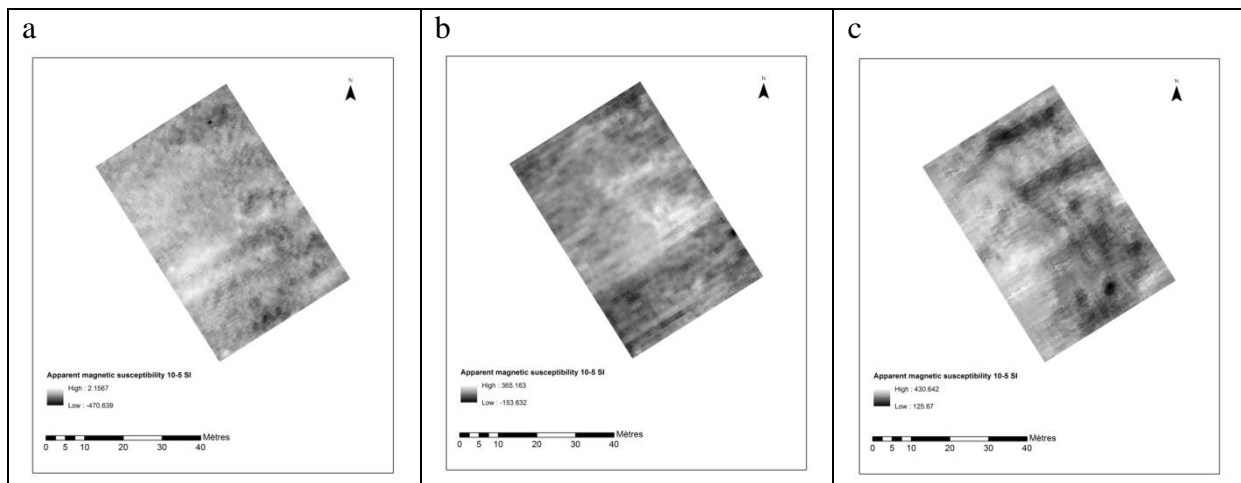 a
N
Apparent magnetic susceptibility 10-5 SI
High : 2.1567
Low : -470.639
Mètres
0 5 10 20 30 40
b
N
Apparent magnetic susceptibility 10-5 SI
High : 365.163
Low : -153.632
Mètres
0 5 10 20 30 40
c
N
Apparent magnetic susceptibility 10-5 SI
High : 430.642
Low : 125.67
Mètres
0 5 10 20 30 40